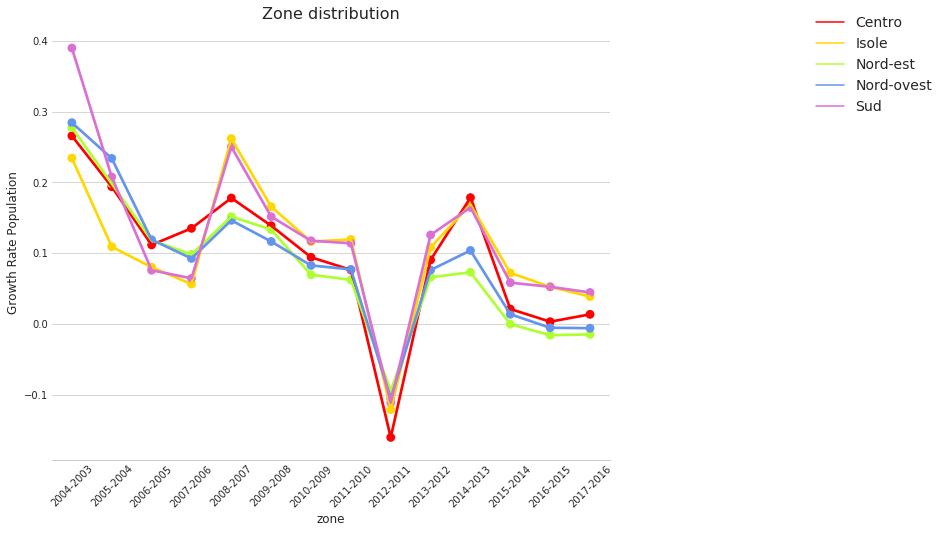 Zone distribution
Centro
Isole
Nord-est
Nord-ovest
Sud
Growth Rate Population
0.4
0.3
0.2
0.1
0.0
−0.1
2004-2003
2005-2004
2006-2005
2007-2006
2008-2007
2009-2008
2010-2009
2011-2010
2012-2011
2013-2012
2014-2013
2015-2014
2016-2015
2017-2016
zone